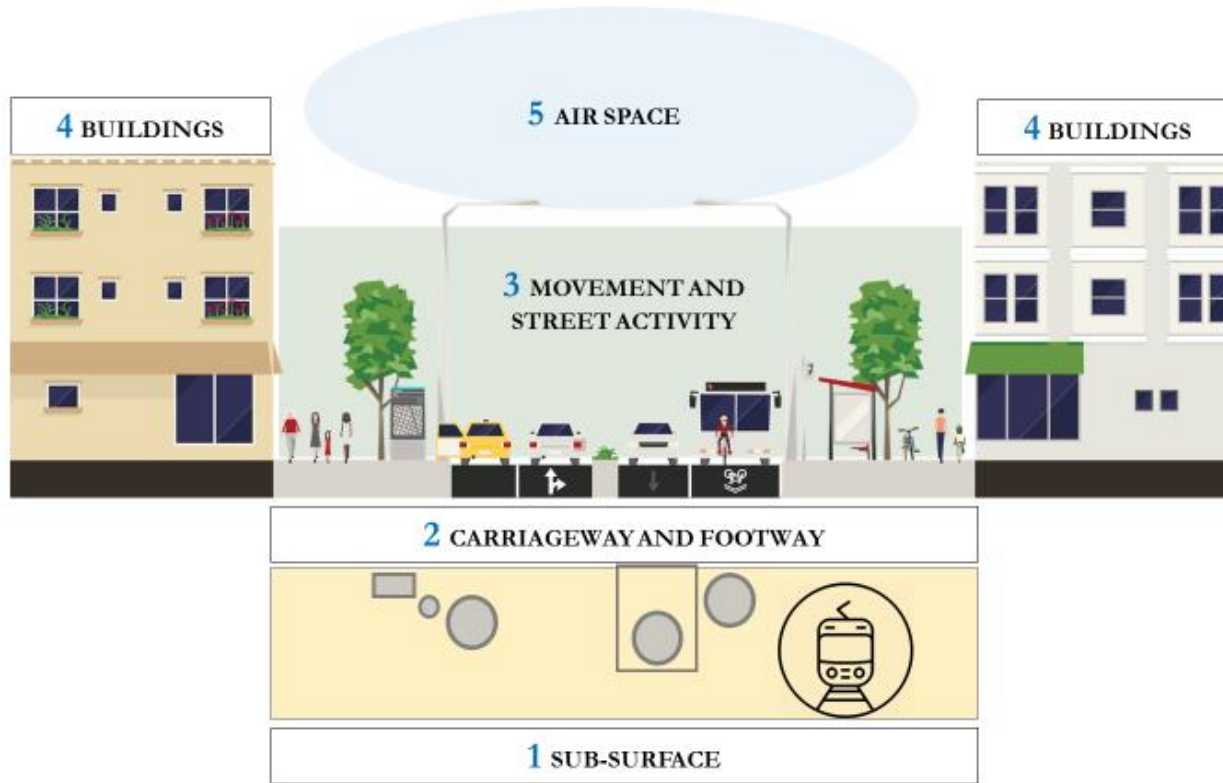 5 AIR SPACE
4 BUILDINGS
4 BUILDINGS
3 MOVEMENT AND
STREET ACTIVITY
2 CARRIAGEWAY AND FOOTWAY
1 SUB-SURFACE